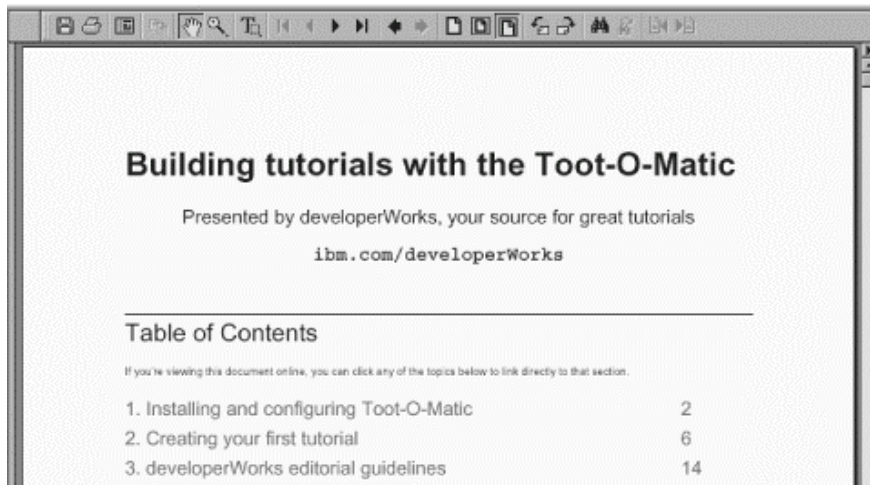 Building tutorials with the Toot-O-Matic
Presented by developerWorks, your source for great tutorials
ibm.com/developerWorks
Table of Contents
If you're viewing this document online, you can click any of the topics below to link directly to that section.
1. Installing and configuring Toot-O-Matic 2
2. Creating your first tutorial 6
3. developerWorks editorial guidelines 14